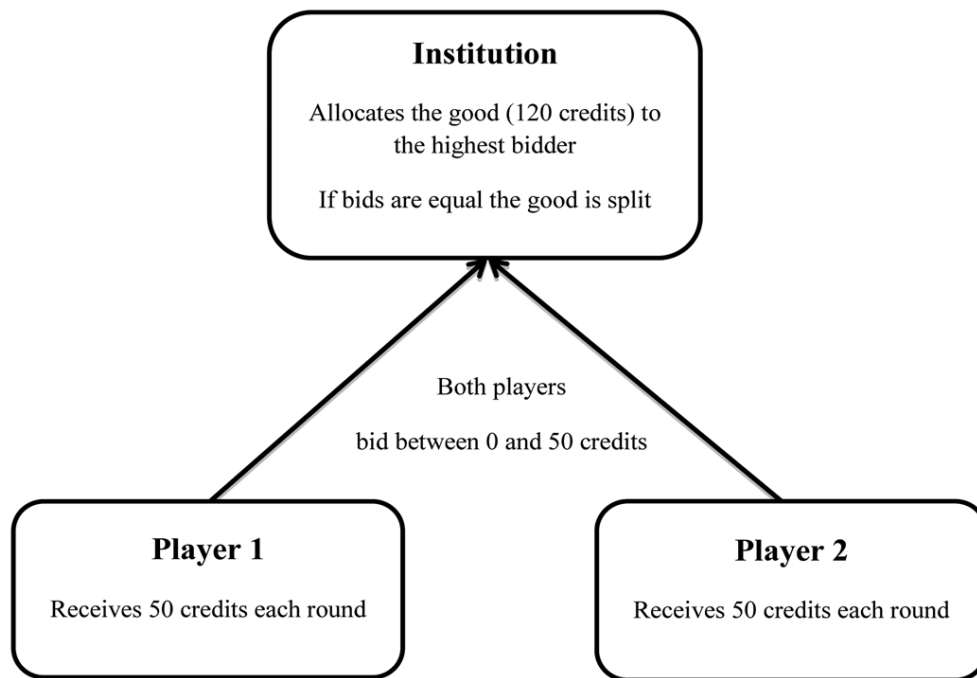 Institution
Allocates the good (120 credits) to
the highest bidder
If bids are equal the good is split
Both players
bid between 0 and 50 credits
Player 1
Receives 50 credits each round
Player 2
Receives 50 credits each round